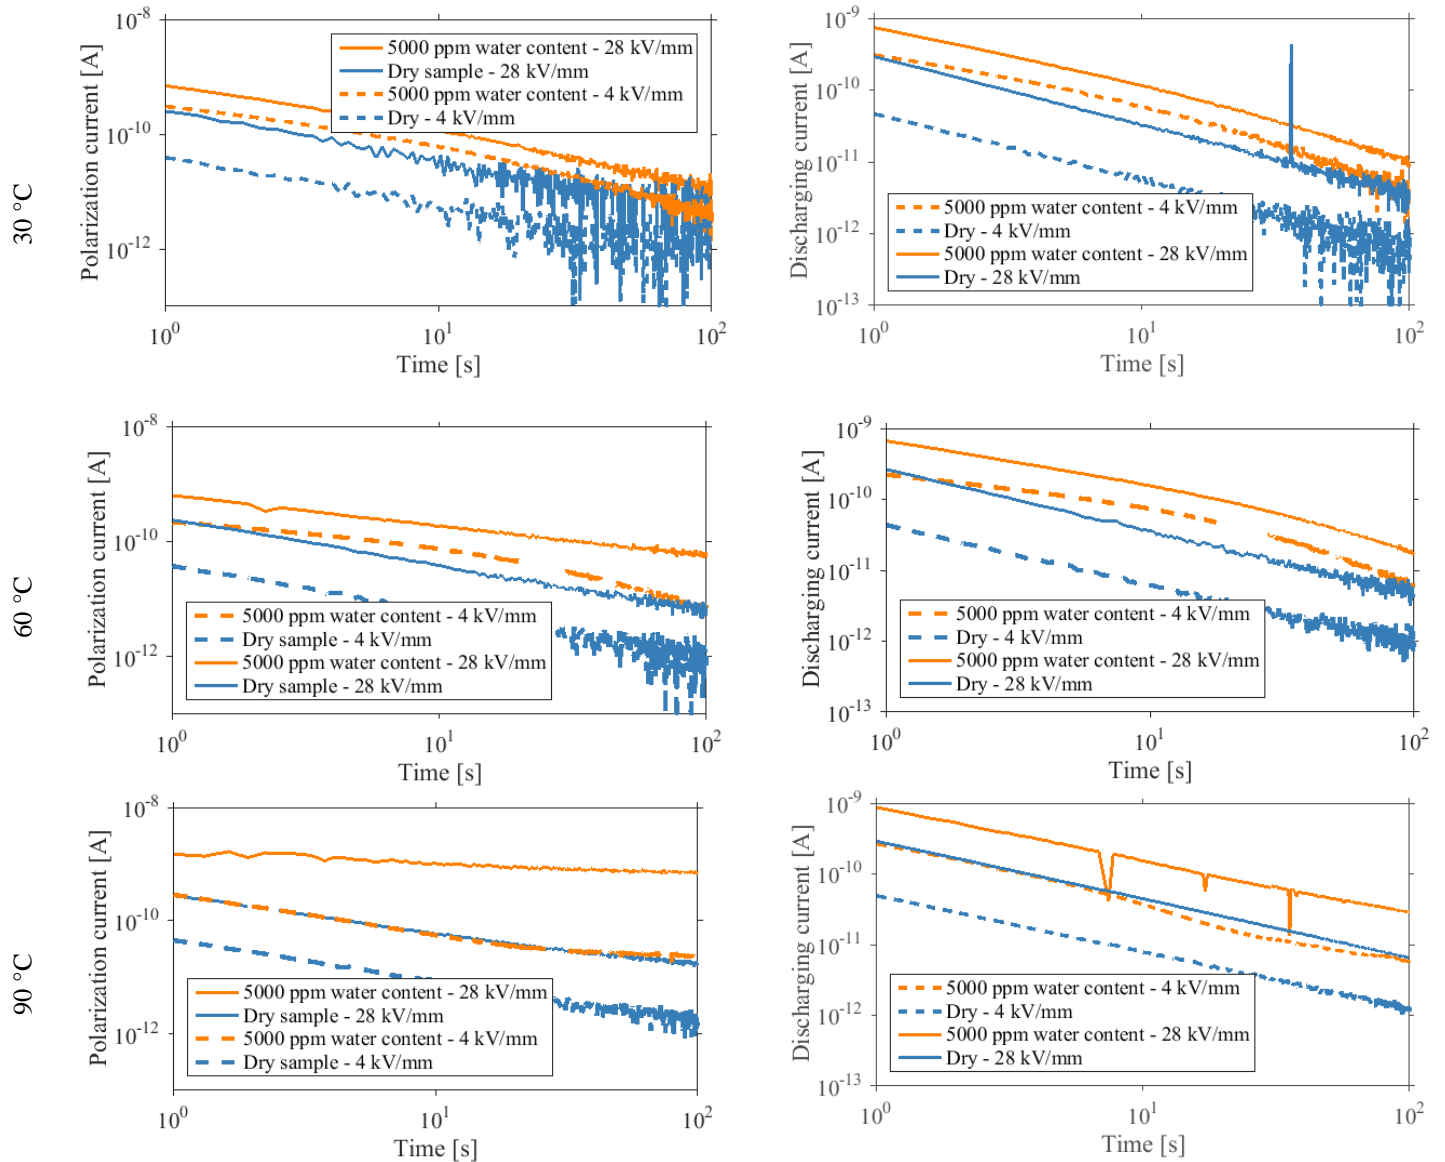 30 °C
Polarization current [A]
10^-8
10^-10
10^-12
5000 ppm water content - 28 kV/mm
Dry sample - 28 kV/mm
5000 ppm water content - 4 kV/mm
Dry - 4 kV/mm
10^0
10^1
10^2
Time [s]
Discharging current [A]
10^-9
10^-10
10^-11
10^-12
10^-13
5000 ppm water content - 4 kV/mm
Dry - 4 kV/mm
5000 ppm water content - 28 kV/mm
Dry - 28 kV/mm
10^0
10^1
10^2
Time [s]
60 °C
Polarization current [A]
10^-8
10^-10
10^-12
5000 ppm water content - 4 kV/mm
Dry sample - 4 kV/mm
5000 ppm water content - 28 kV/mm
Dry sample - 28 kV/mm
10^0
10^1
10^2
Time [s]
Discharging current [A]
10^-9
10^-10
10^-11
10^-12
10^-13
5000 ppm water content - 4 kV/mm
Dry - 4 kV/mm
5000 ppm water content - 28 kV/mm
Dry - 28 kV/mm
10^0
10^1
10^2
Time [s]
90 °C
Polarization current [A]
10^-8
10^-10
10^-12
5000 ppm water content - 28 kV/mm
Dry sample - 28 kV/mm
5000 ppm water content - 4 kV/mm
Dry sample - 4 kV/mm
10^0
10^1
10^2
Time [s]
Discharging current [A]
10^-9
10^-10
10^-11
10^-12
10^-13
5000 ppm water content - 4 kV/mm
Dry - 4 kV/mm
5000 ppm water content - 28 kV/mm
Dry - 28 kV/mm
10^0
10^1
10^2
Time [s]